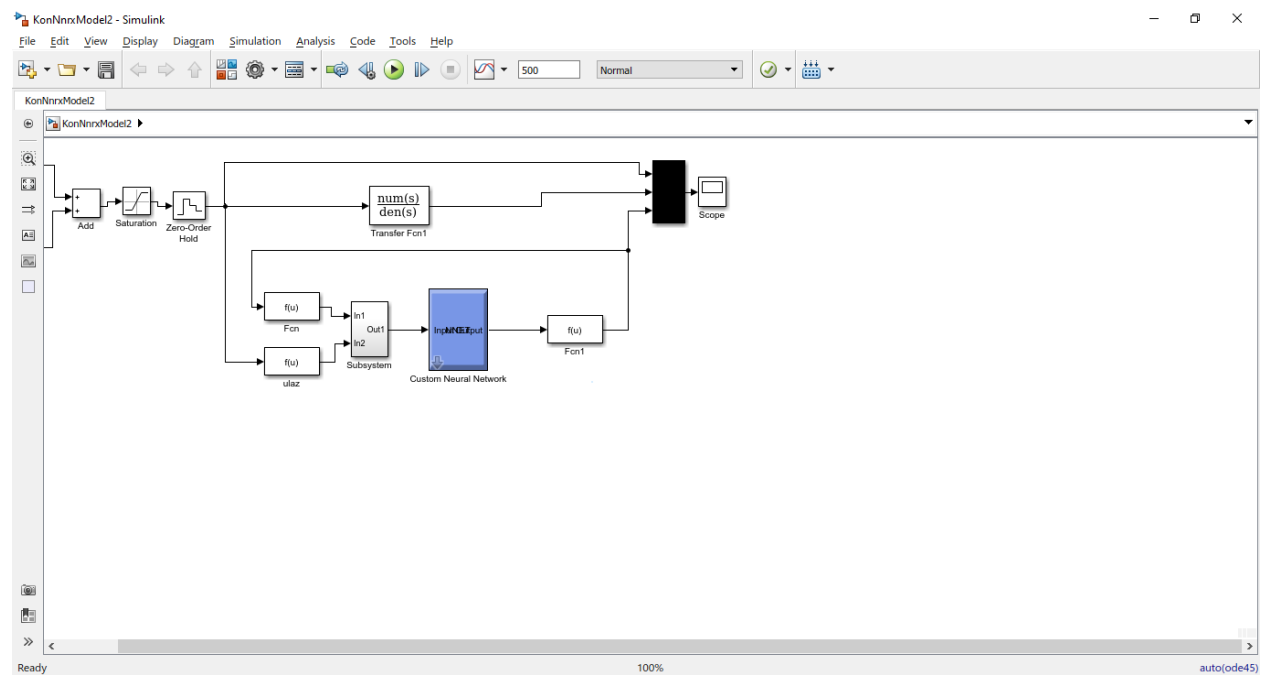 KonNnrxModel2 - Simulink
File Edit View Display Diagram Simulation Analysis Code Tools Help
500 Normal
KonNnrxModel2
KonNnrxModel2
Add
Saturation
Zero-Order
Hold
num(s)
den(s)
Transfer Fcn1
Scope
f(u)
Fcn
f(u)
ulaz
In1
Out1
In2
Subsystem
Custom Neural Network
f(u)
Fcn1
Ready 100% auto(ode45)